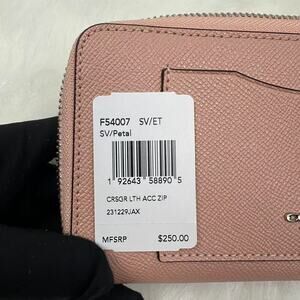 F54007 SV/ET
SV/Petal
1 92643 58890 5
CRSGR LTH ACC ZIP
231229JAX
MFSRP $250.00